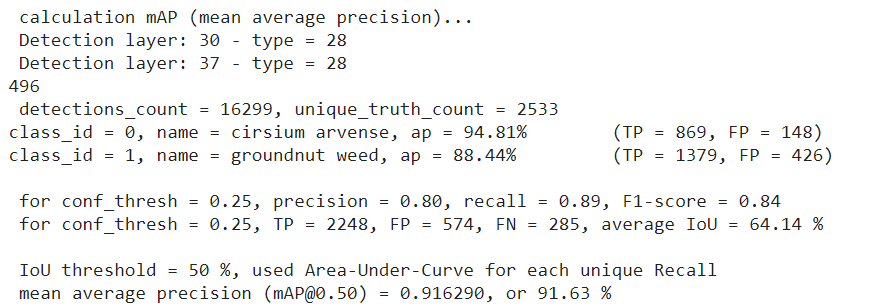 calculation mAP (mean average precision)...
Detection layer: 30 - type = 28
Detection layer: 37 - type = 28
496
detections_count = 16299, unique_truth_count = 2533
class_id = 0, name = cirsium arvense, ap = 94.81% (TP = 869, FP = 148)
class_id = 1, name = groundnut weed, ap = 88.44% (TP = 1379, FP = 426)
for conf_thresh = 0.25, precision = 0.80, recall = 0.89, F1-score = 0.84
for conf_thresh = 0.25, TP = 2248, FP = 574, FN = 285, average IoU = 64.14 %
IoU threshold = 50 %, used Area-Under-Curve for each unique Recall
mean average precision (mAP@0.50) = 0.916290, or 91.63 %